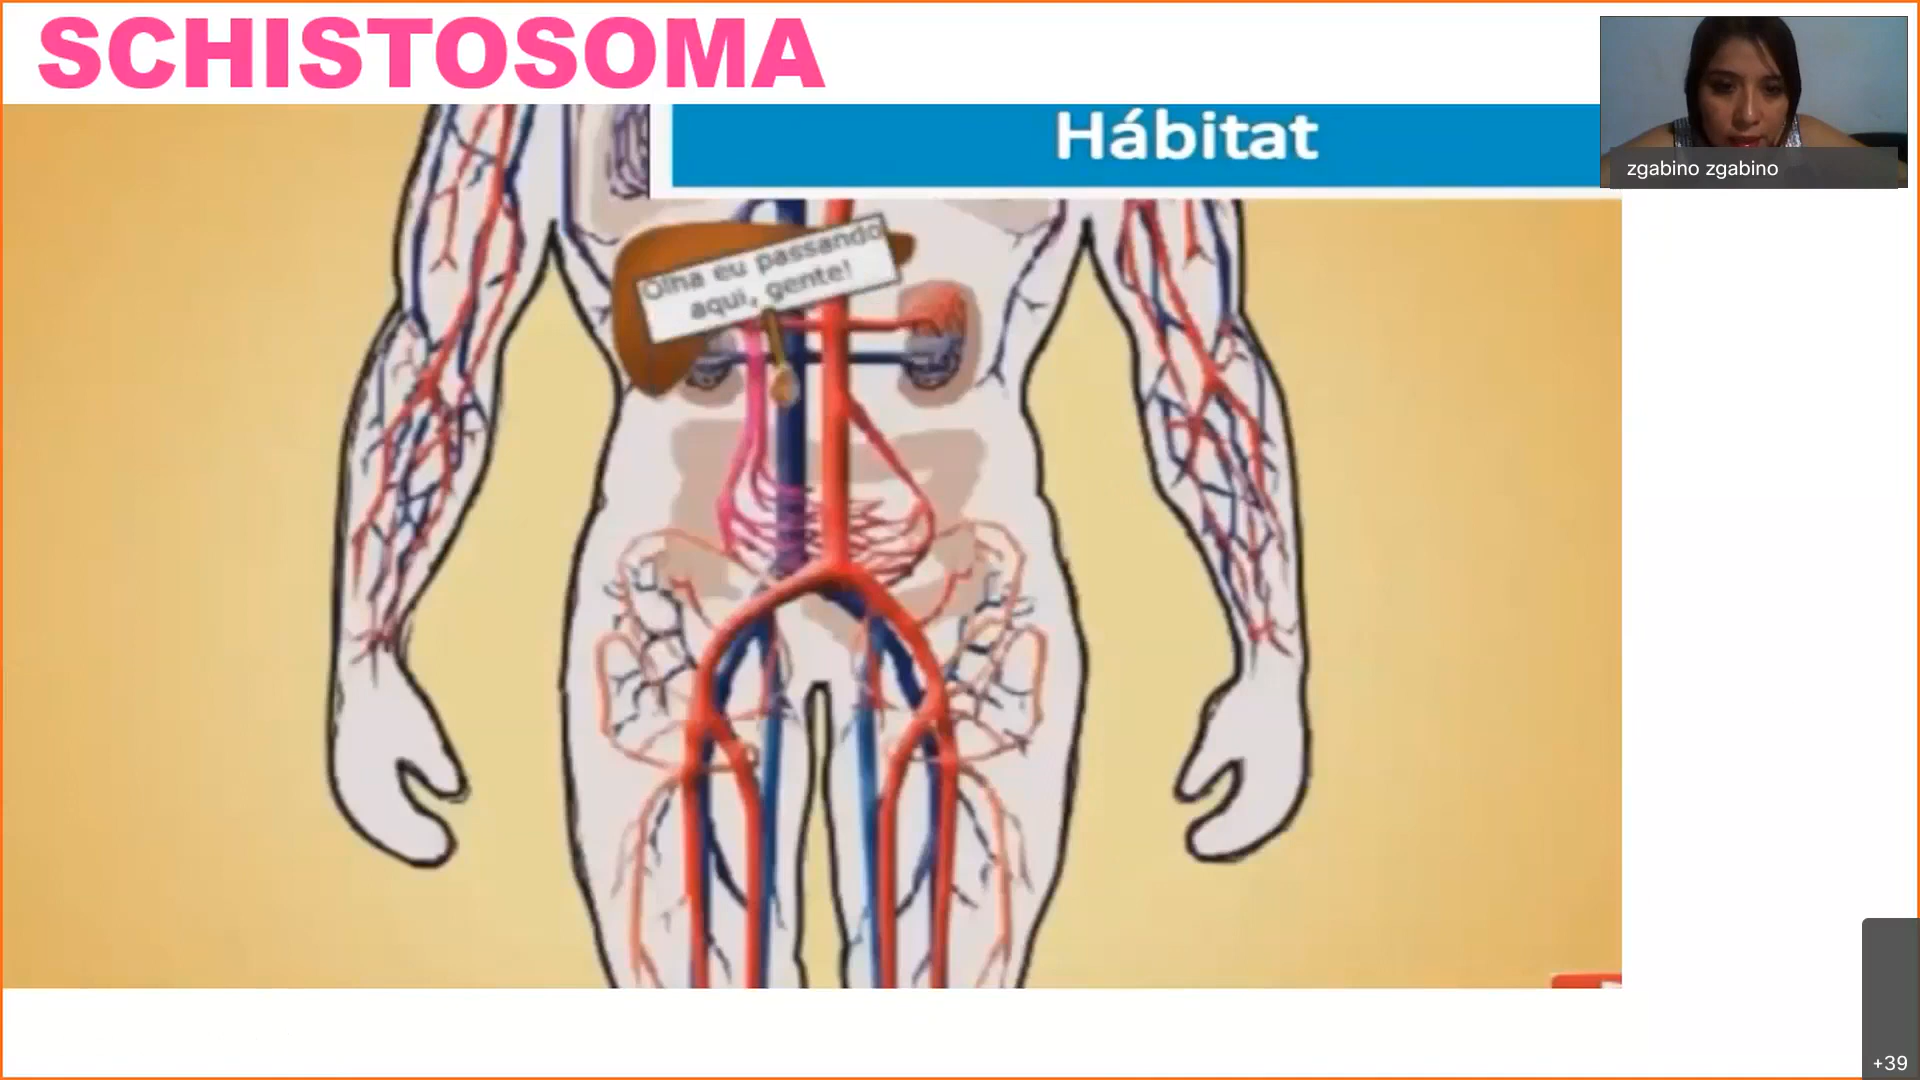 SCHISTOSOMA
Hábitat
zgabino zgabino
Olha eu passando
aqui, gente!
+39